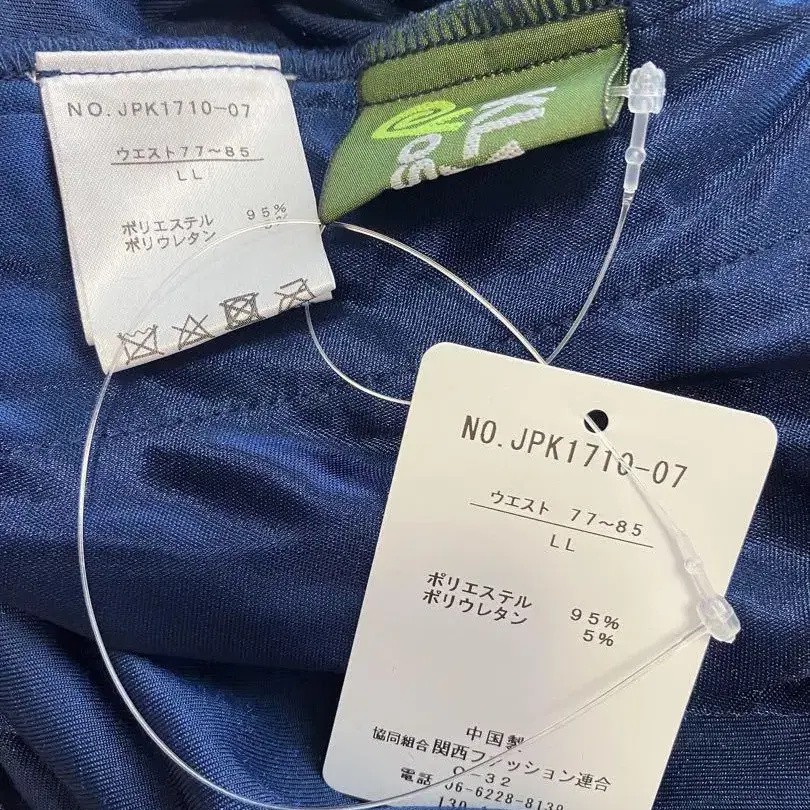 NO.JPK1710-07
ウエスト77～85
LL
ポリエステル 95%
ポリウレタン 5%
KL
NO.JPK1710-07
ウエスト 77～85
LL
ポリエステル 95%
ポリウレタン 5%
中国製
協同組合関西ファッション連合
C-32
電話 06-6228-8139